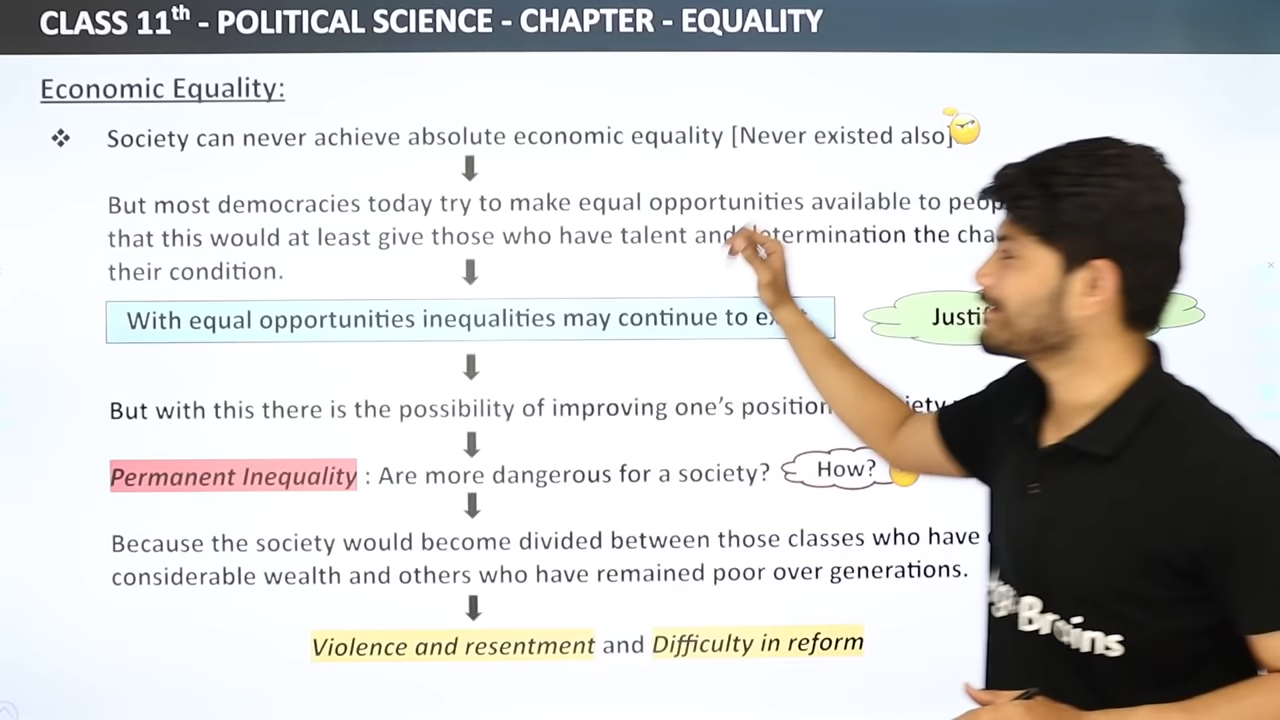 CLASS 11th - POLITICAL SCIENCE - CHAPTER - EQUALITY
Economic Equality:
❖ Society can never achieve absolute economic equality [Never existed also]
But most democracies today try to make equal opportunities available to
that this would at least give those who have talent and determination the
their condition.
With equal opportunities inequalities may continue to
But with this there is the possibility of improving one’s position
Permanent Inequality : Are more dangerous for a society? How?
Because the society would become divided between those classes who have
considerable wealth and others who have remained poor over generations.
Violence and resentment and Difficulty in reform
Brains